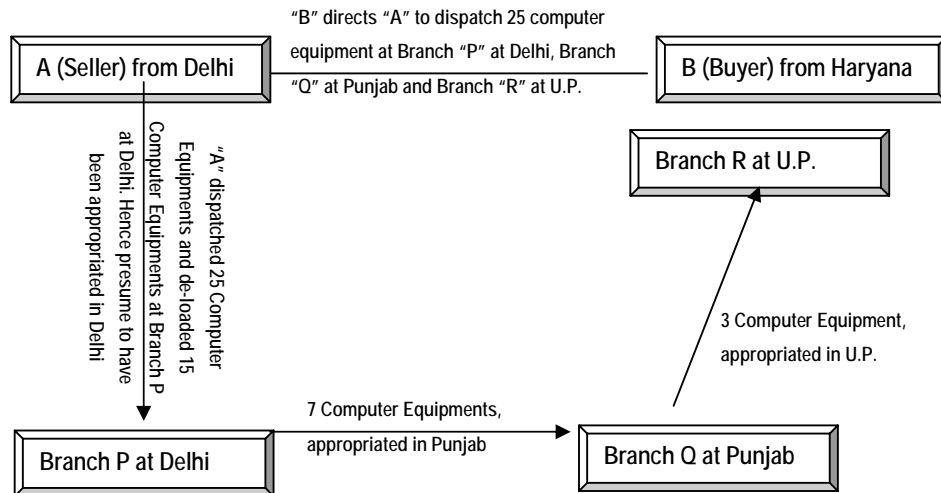 "B" directs "A" to dispatch 25 computer
equipment at Branch "P" at Delhi, Branch
"Q" at Punjab and Branch "R" at U.P.
A (Seller) from Delhi
B (Buyer) from Haryana
Branch R at U.P.
"A" dispatched 25 Computer
Equipments and de-loaded 15
Computer Equipments at Branch P
at Delhi. Hence presume to have
been appropriated in Delhi
3 Computer Equipment,
appropriated in U.P.
7 Computer Equipments,
appropriated in Punjab
Branch P at Delhi
Branch Q at Punjab